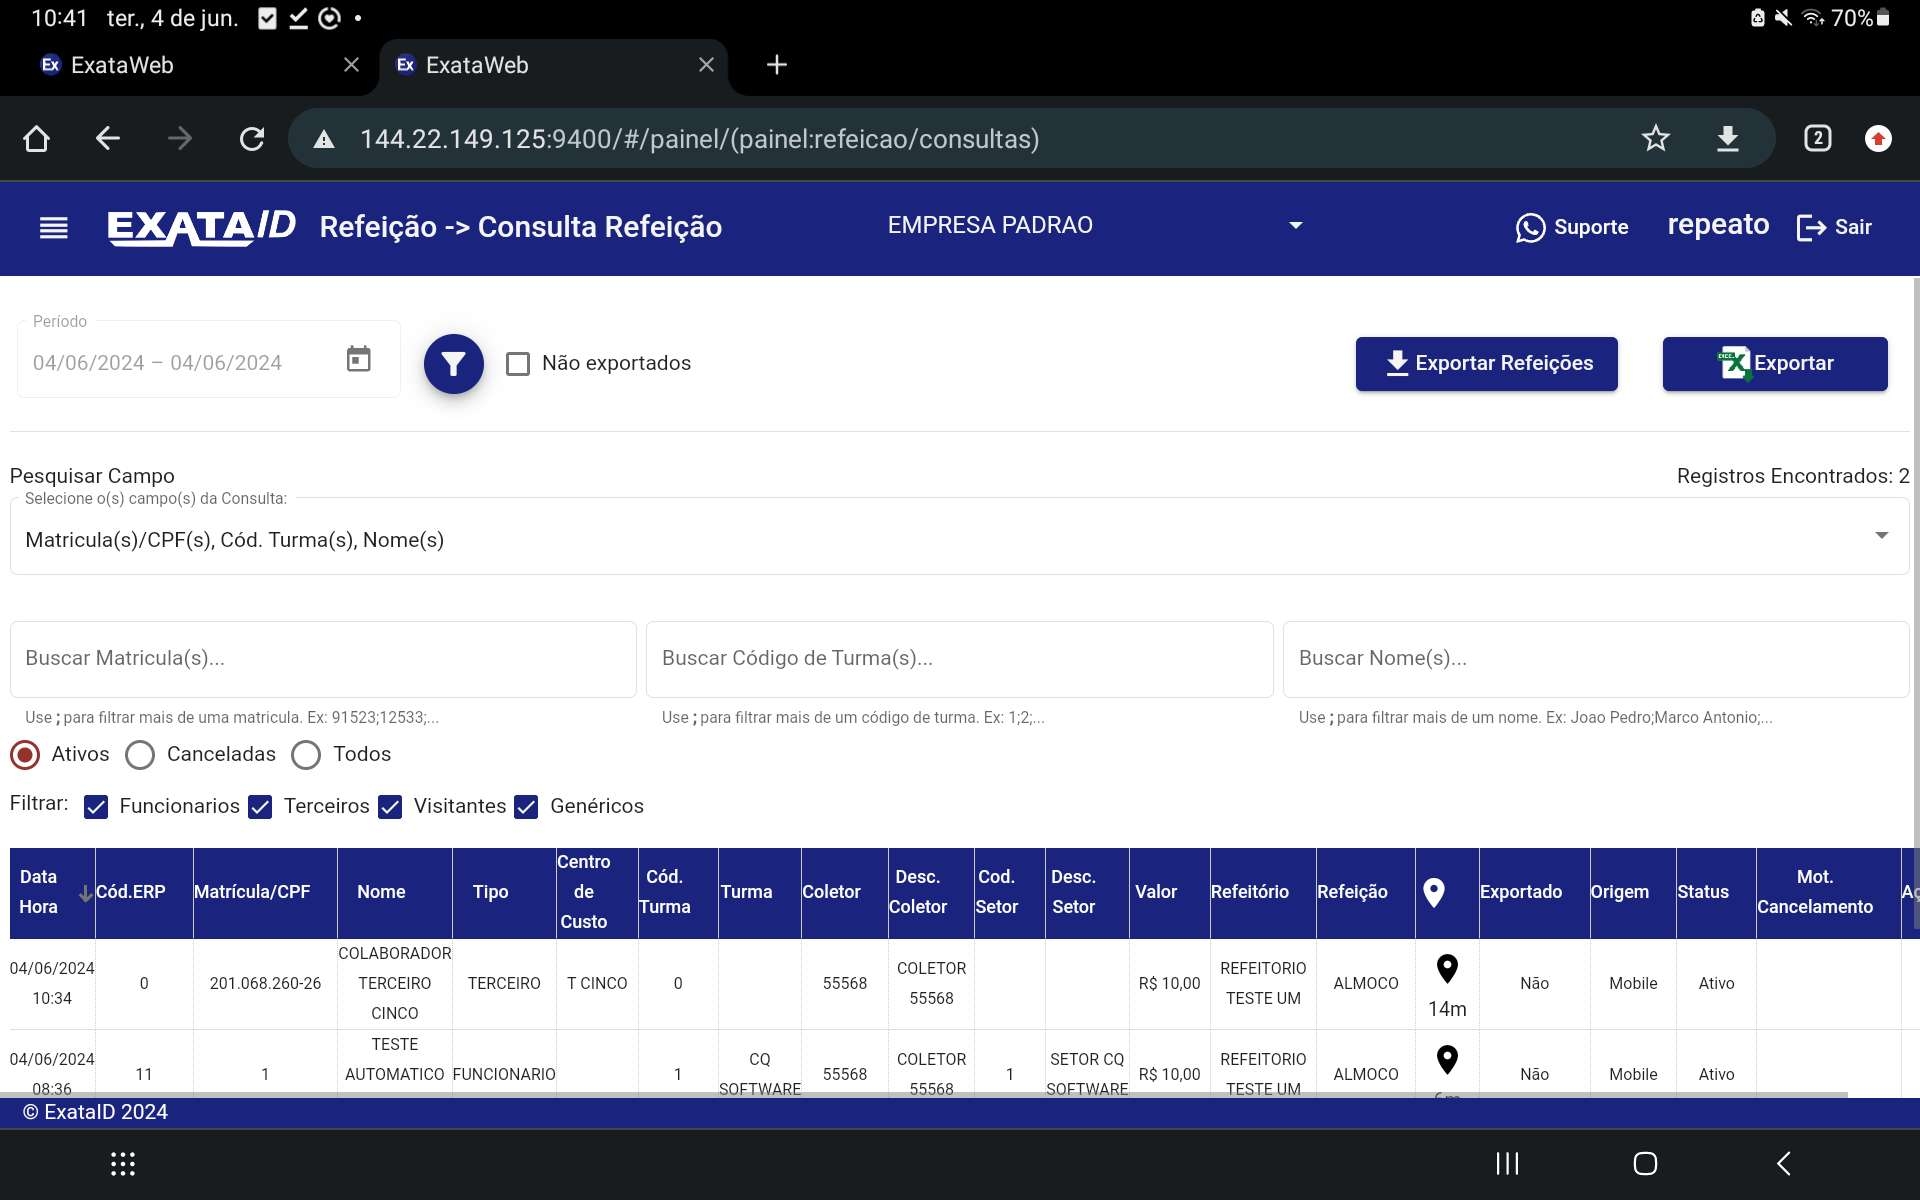 10:41 ter., 4 de jun. 70%
Ex ExataWeb Ex ExataWeb
144.22.149.125:9400/#/painel/(painel:refeicao/consultas) 2
EXATAID Refeição -> Consulta Refeição EMPRESA PADRAO Suporte repeato Sair
Período
04/06/2024 – 04/06/2024 Não exportados Exportar Refeições Exportar
Pesquisar Campo Registros Encontrados: 2
Selecione o(s) campo(s) da Consulta:
Matricula(s)/CPF(s), Cód. Turma(s), Nome(s)
Buscar Matricula(s)... Buscar Código de Turma(s)... Buscar Nome(s)...
Use ; para filtrar mais de uma matricula. Ex: 91523;12533;... Use ; para filtrar mais de um código de turma. Ex: 1;2;... Use ; para filtrar mais de um nome. Ex: Joao Pedro;Marco Antonio;...
Ativos Canceladas Todos
Filtrar: Funcionarios Terceiros Visitantes Genéricos
Data Hora Cód.ERP Matrícula/CPF Nome Tipo Centro de Custo Cód. Turma Turma Coletor Desc. Coletor Cod. Setor Desc. Setor Valor Refeitório Refeição Exportado Origem Status Mot. Cancelamento
04/06/2024 10:34 0 201.068.260-26 COLABORADOR TERCEIRO CINCO TERCEIRO T CINCO 0 55568 COLETOR 55568 R$ 10,00 REFEITORIO TESTE UM ALMOCO 14m Não Mobile Ativo
04/06/2024 08:36 11 1 TESTE AUTOMATICO FUNCIONARIO 1 CQ SOFTWARE 55568 COLETOR 55568 1 SETOR CQ SOFTWARE R$ 10,00 REFEITORIO TESTE UM ALMOCO Não Mobile Ativo
© ExataID 2024